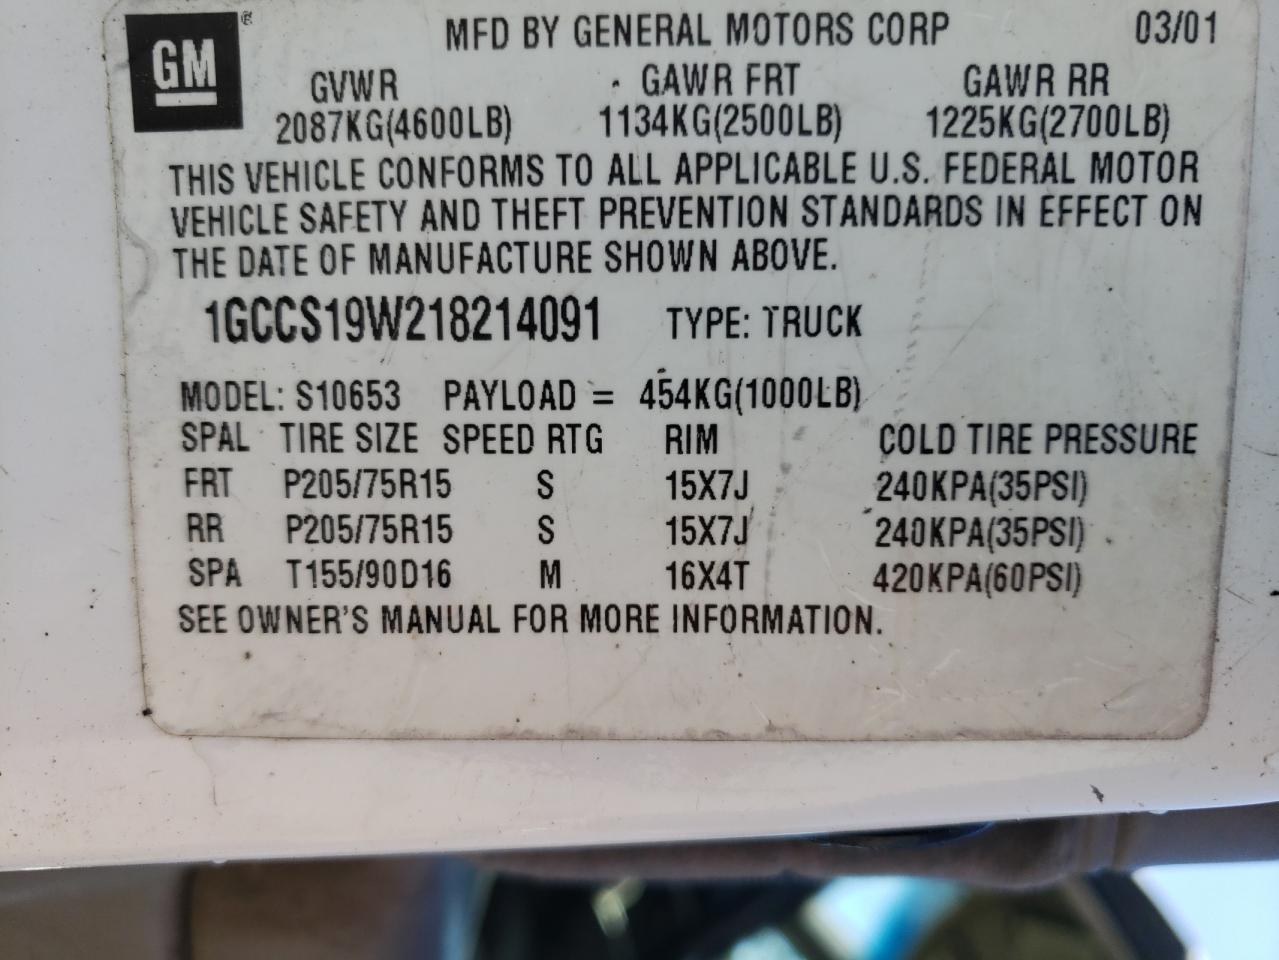 GM® MFD BY GENERAL MOTORS CORP 03/01
GVWR GAWR FRT GAWR RR
2087KG(4600LB) 1134KG(2500LB) 1225KG(2700LB)
THIS VEHICLE CONFORMS TO ALL APPLICABLE U.S. FEDERAL MOTOR
VEHICLE SAFETY AND THEFT PREVENTION STANDARDS IN EFFECT ON
THE DATE OF MANUFACTURE SHOWN ABOVE.
1GCCS19W218214091 TYPE: TRUCK
MODEL: S10653 PAYLOAD = 454KG(1000LB)
SPAL TIRE SIZE SPEED RTG RIM COLD TIRE PRESSURE
FRT P205/75R15 S 15X7J 240KPA(35PSI)
RR P205/75R15 S 15X7J 240KPA(35PSI)
SPA T155/90D16 M 16X4T 420KPA(60PSI)
SEE OWNER'S MANUAL FOR MORE INFORMATION.